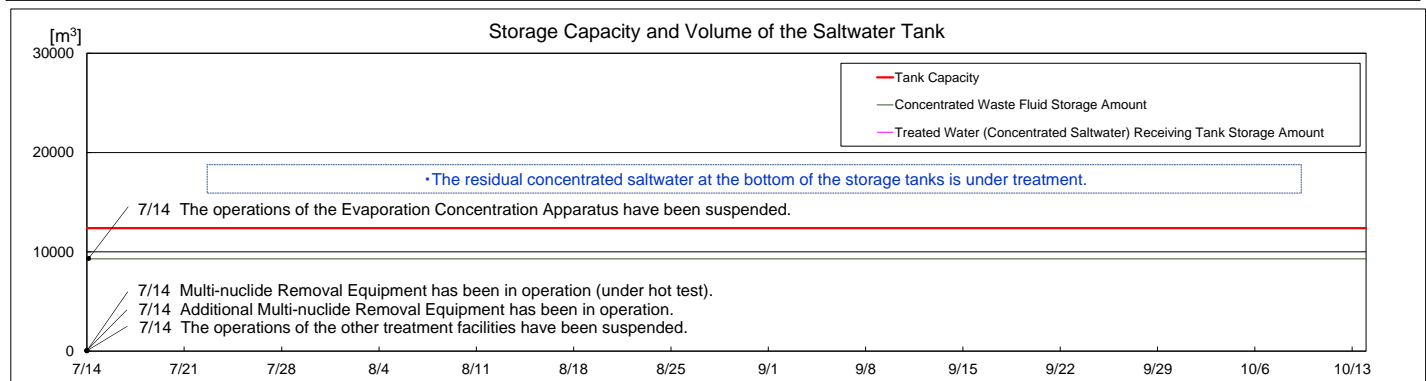 Storage Capacity and Volume of the Saltwater Tank
[m³]
30000
Tank Capacity
Concentrated Waste Fluid Storage Amount
Treated Water (Concentrated Saltwater) Receiving Tank Storage Amount
20000
・The residual concentrated saltwater at the bottom of the storage tanks is under treatment.
7/14 The operations of the Evaporation Concentration Apparatus have been suspended.
10000
7/14 Multi-nuclide Removal Equipment has been in operation (under hot test).
7/14 Additional Multi-nuclide Removal Equipment has been in operation.
7/14 The operations of the other treatment facilities have been suspended.
0
7/14 7/21 7/28 8/4 8/11 8/18 8/25 9/1 9/8 9/15 9/22 9/29 10/6 10/13